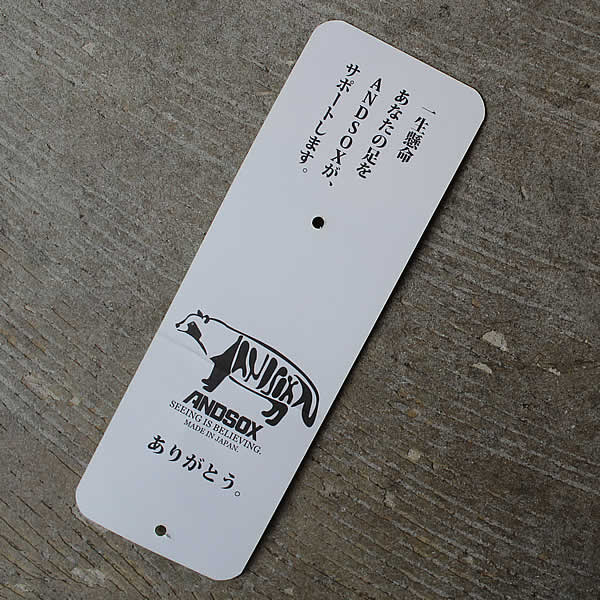 一生懸命
あなたの足を
ANDSOXが、
サポートします。
ANDSOX
ANDSOX
SEEING IS BELIEVING.
MADE IN JAPAN.
ありがとう。